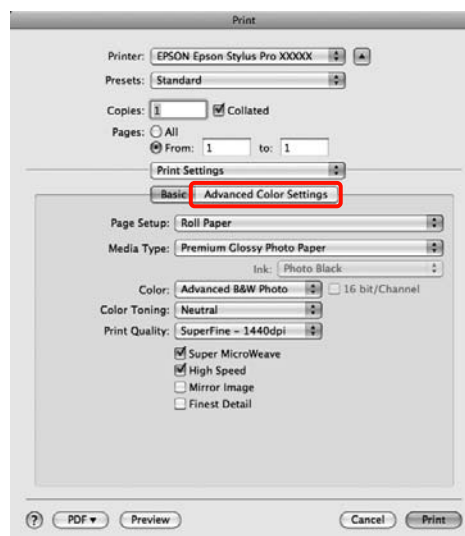 Print
Printer: EPSON Epson Stylus Pro XXXXX
Presets: Standard
Copies: 1 Collated
Pages: All
From: 1 to: 1
Print Settings
Basic Advanced Color Settings
Page Setup: Roll Paper
Media Type: Premium Glossy Photo Paper
Ink: Photo Black
Color: Advanced B&W Photo 16 bit/Channel
Color Toning: Neutral
Print Quality: SuperFine - 1440dpi
Super MicroWeave
High Speed
Mirror Image
Finest Detail
? PDF Preview Cancel Print